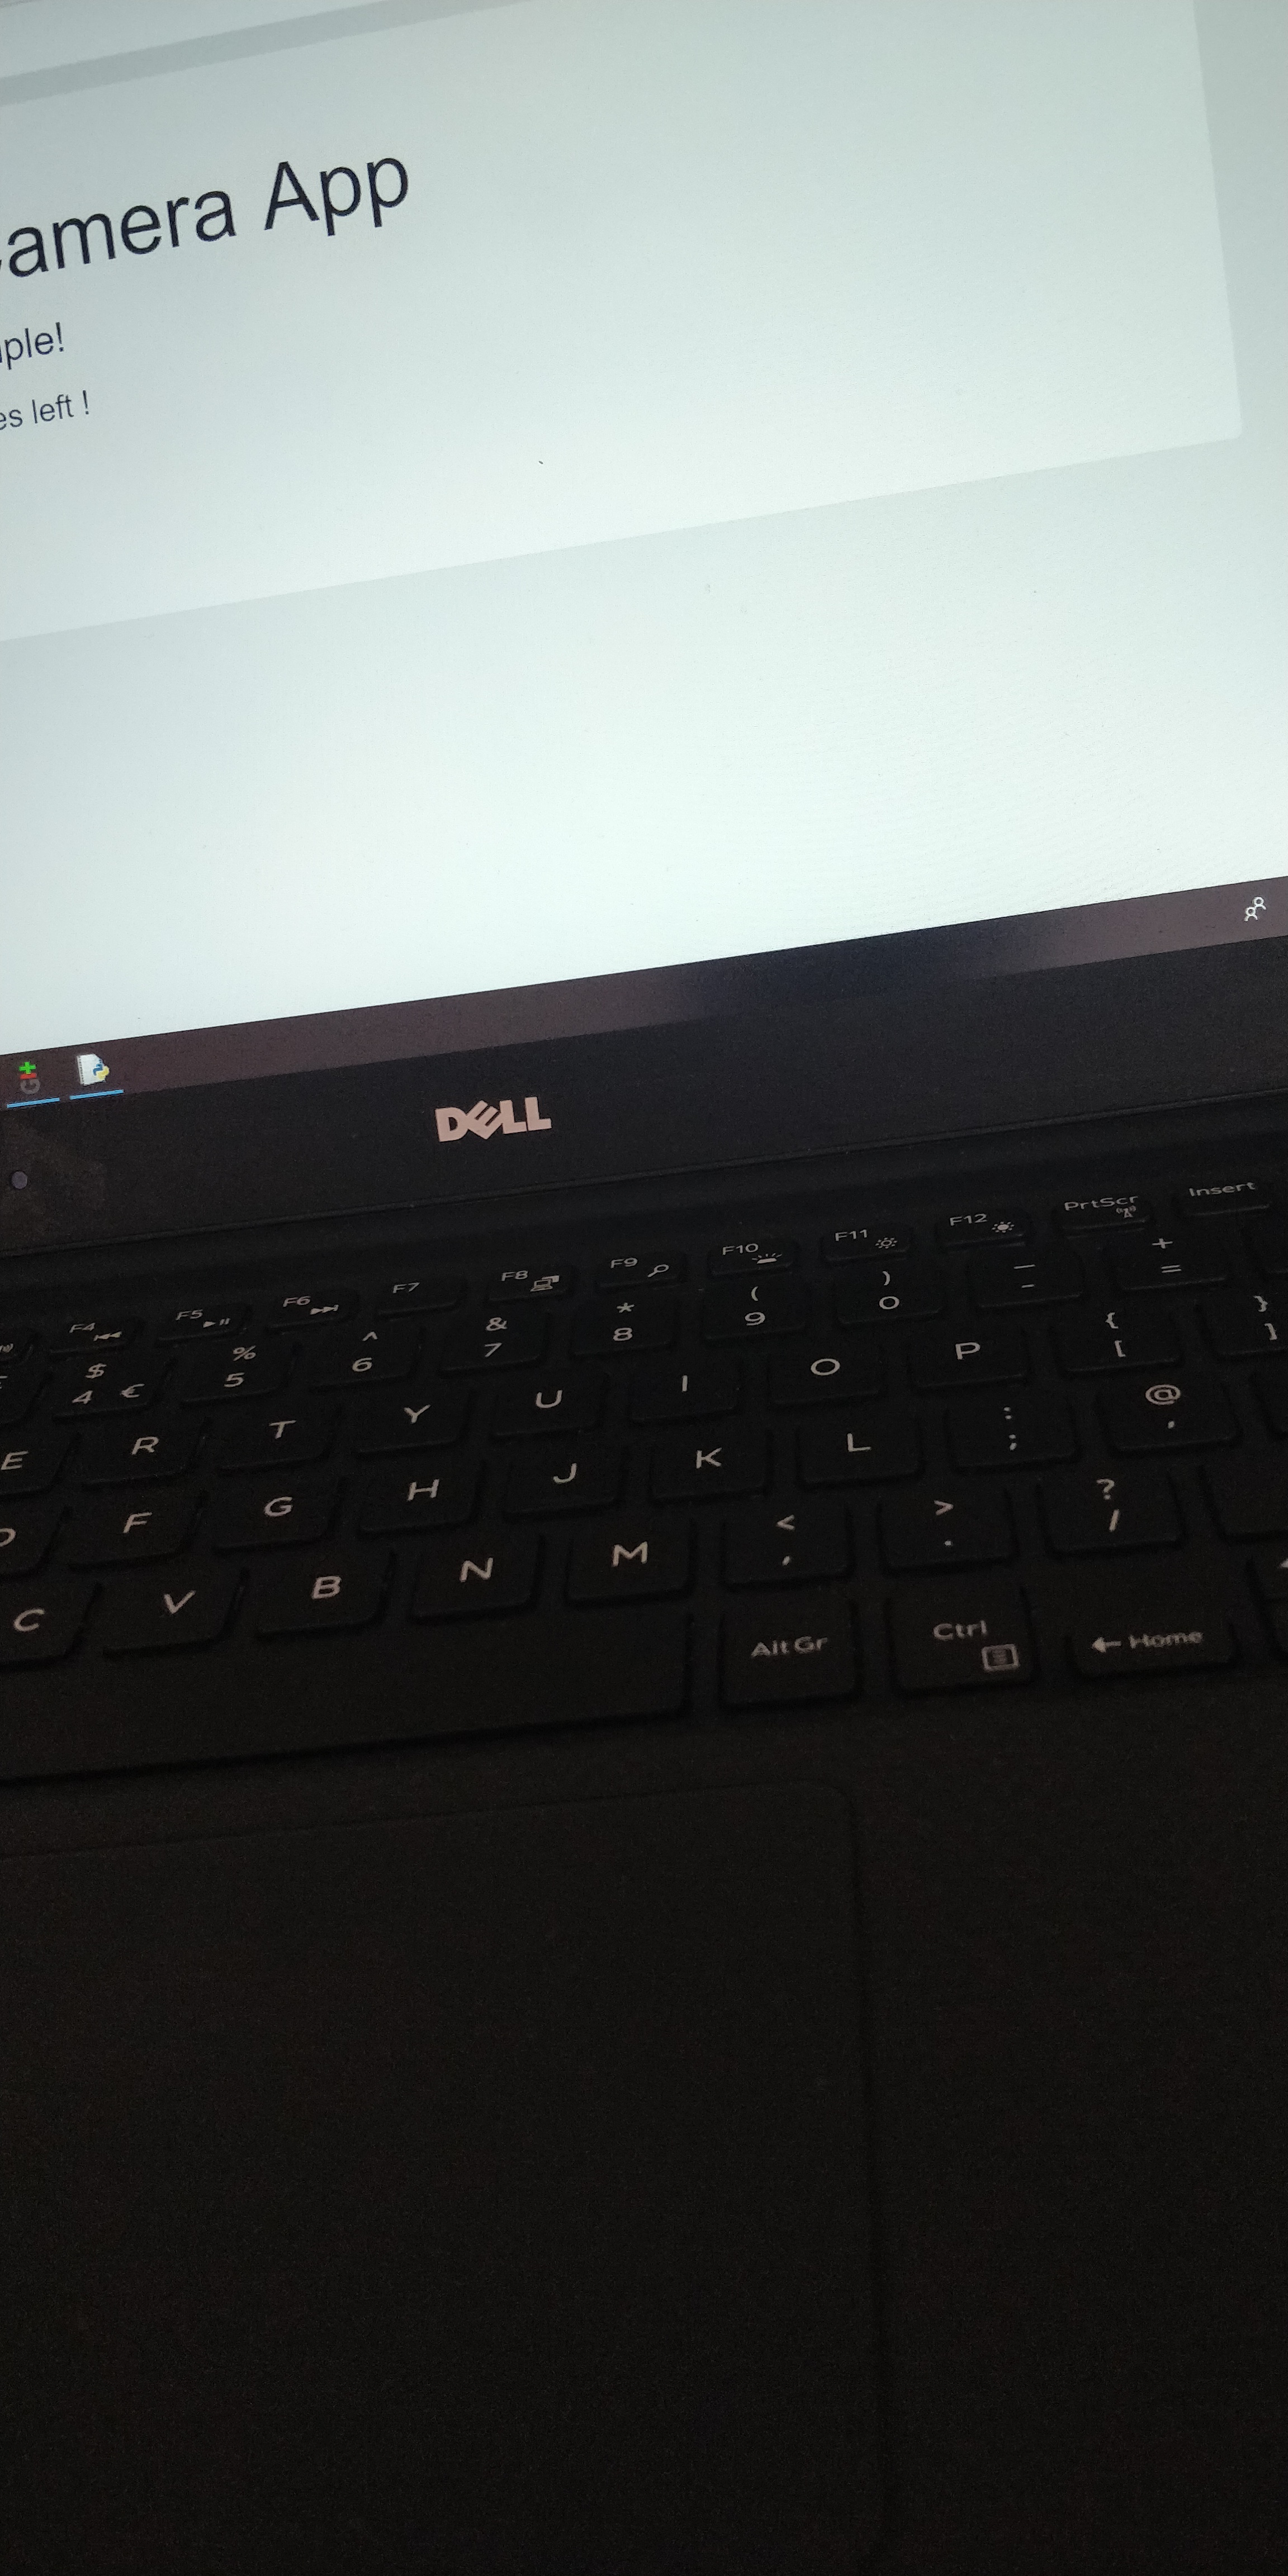 amera App
ple!
es left !
Git
DELL
F4 F5 F6 F7 F8 F9 F10 F11 F12 PrtScr Insert
$ % ^ & * ( ) _ +
4 € 5 6 7 8 9 0 - =
E R T Y U I O P { [ } ]
F G H J K L : ; @ '
C V B N M < , > . ? /
Alt Gr Ctrl ← Home